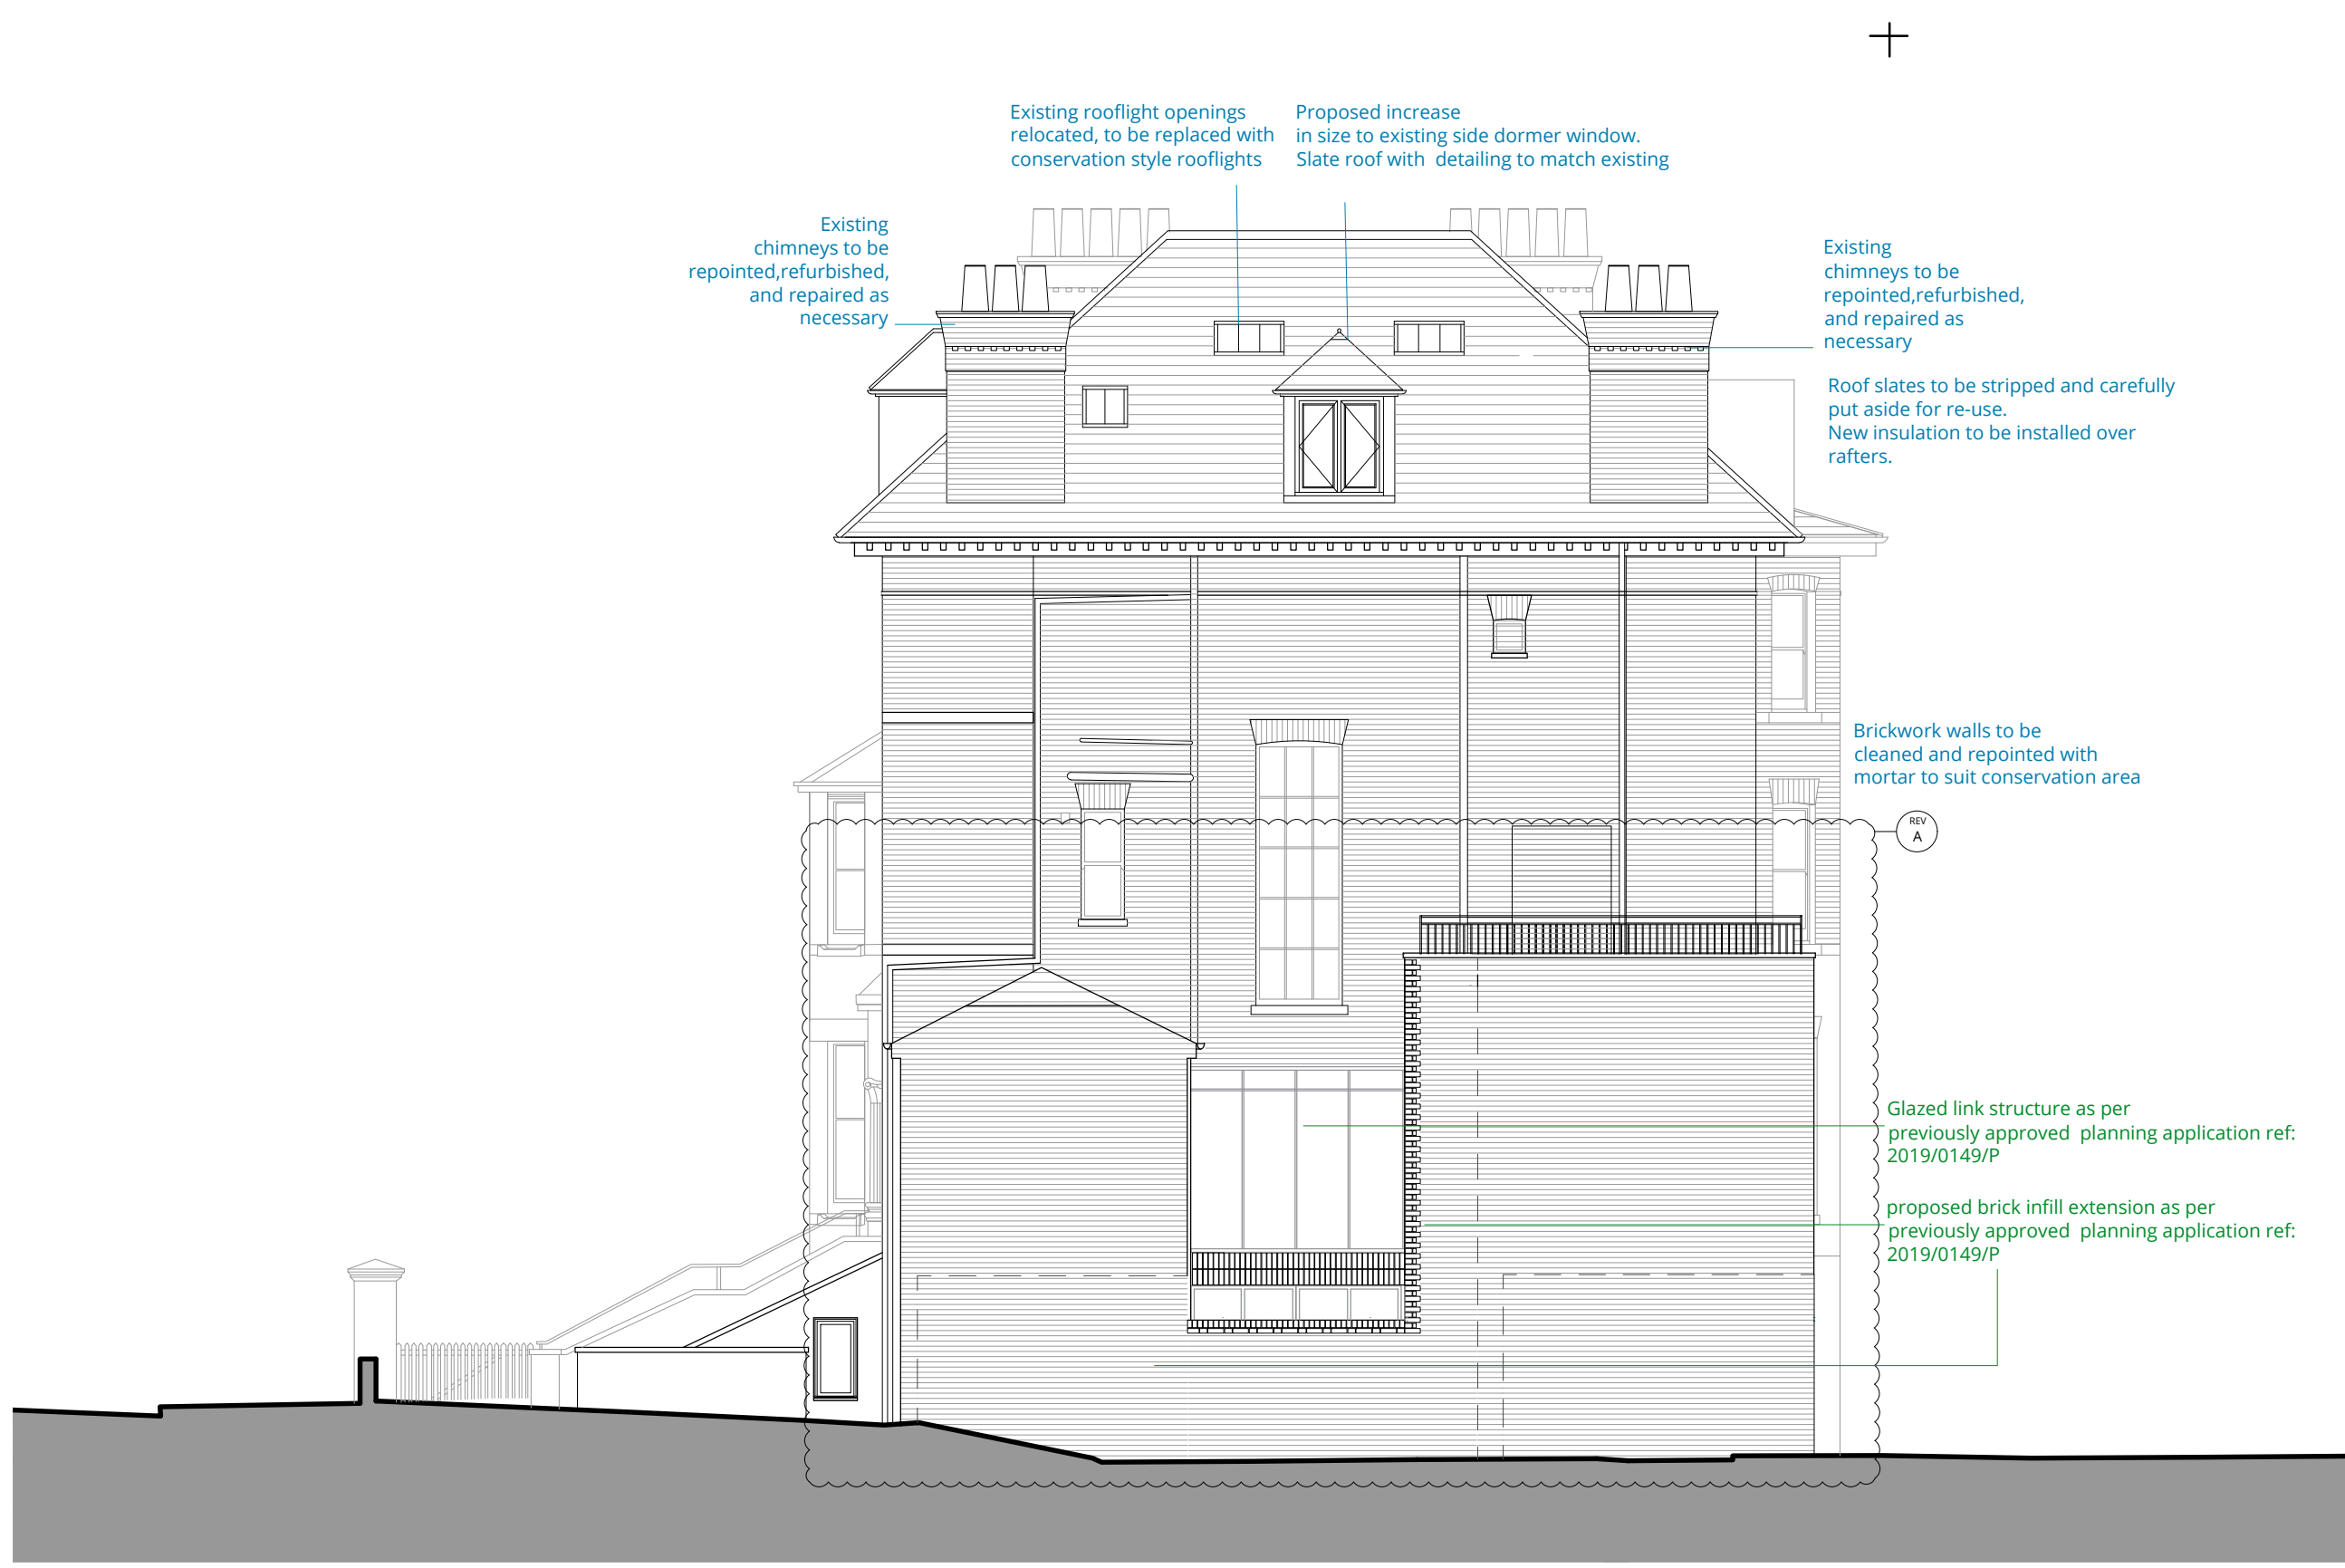 Existing rooflight openings
relocated, to be replaced with
conservation style rooflights
Proposed increase
in size to existing side dormer window.
Slate roof with  detailing to match existing
Existing
chimneys to be
repointed,refurbished,
and repaired as
necessary
Existing
chimneys to be
repointed,refurbished,
and repaired as
necessary
Roof slates to be stripped and carefully
put aside for re-use.
New insulation to be installed over
rafters.
Brickwork walls to be
cleaned and repointed with
mortar to suit conservation area
REV
A
Glazed link structure as per
previously approved  planning application ref:
2019/0149/P
proposed brick infill extension as per
previously approved  planning application ref:
2019/0149/P